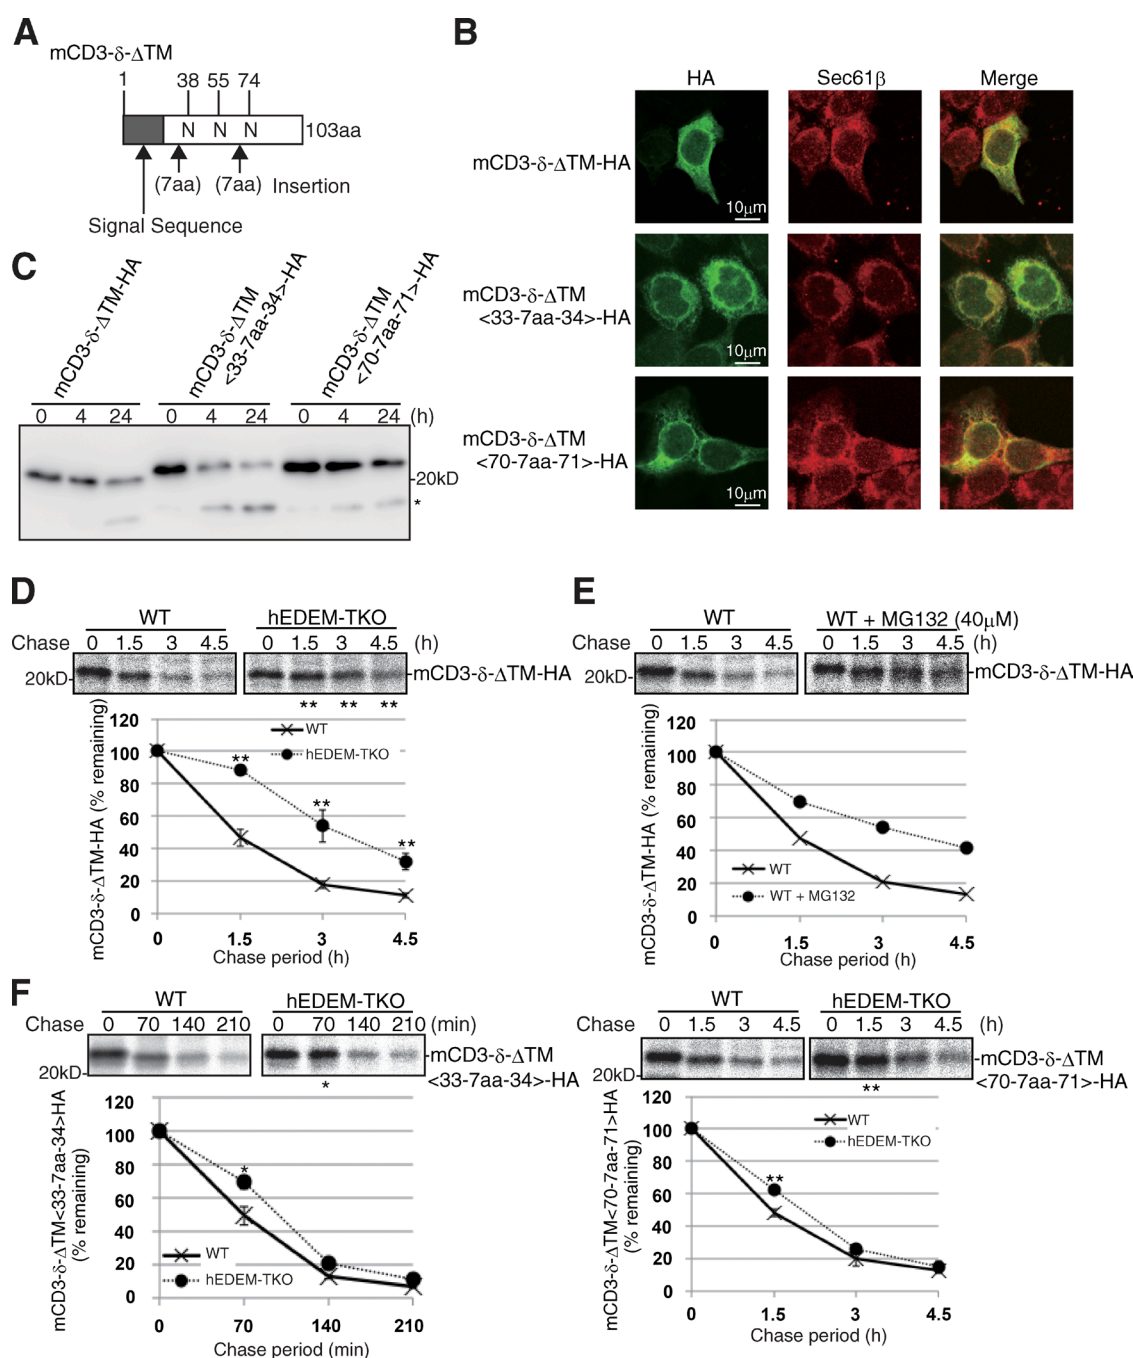 A
mCD3-δ-ΔTM
1 38 55 74
N N N 103aa
(7aa) (7aa) Insertion
Signal Sequence
B
HA Sec61β Merge
mCD3-δ-ΔTM-HA
10µm
mCD3-δ-ΔTM
<33-7aa-34>-HA
10µm
mCD3-δ-ΔTM
<70-7aa-71>-HA
10µm
C
mCD3-δ-ΔTM-HA
mCD3-δ-ΔTM
<33-7aa-34>-HA
mCD3-δ-ΔTM
<70-7aa-71>-HA
0 4 24 0 4 24 0 4 24 (h)
-20kD
*
D
WT hEDEM-TKO
Chase 0 1.5 3 4.5 0 1.5 3 4.5 (h)
20kD- -mCD3-δ-ΔTM-HA
** ** **
mCD3-δ-ΔTM-HA (% remaining)
120
100
80
60
40
20
0
WT
hEDEM-TKO
**
**
**
0 1.5 3 4.5
Chase period (h)
E
WT WT + MG132 (40µM)
Chase 0 1.5 3 4.5 0 1.5 3 4.5 (h)
20kD- -mCD3-δ-ΔTM-HA
mCD3-δ-ΔTM-HA (% remaining)
120
100
80
60
40
20
0
WT
WT + MG132
0 1.5 3 4.5
Chase period (h)
F
WT hEDEM-TKO
Chase 0 70 140 210 0 70 140 210 (min)
-mCD3-δ-ΔTM
20kD- <33-7aa-34>-HA
*
mCD3-δ-ΔTM<33-7aa-34>HA
(% remaining)
120
100
80
60
40
20
0
*
WT
hEDEM-TKO
0 70 140 210
Chase period (min)
WT hEDEM-TKO
Chase 0 1.5 3 4.5 0 1.5 3 4.5 (h)
-mCD3-δ-ΔTM
20kD- <70-7aa-71>-HA
**
mCD3-δ-ΔTM<70-7aa-71>HA
(% remaining)
120
100
80
60
40
20
0
WT
hEDEM-TKO
**
0 1.5 3 4.5
Chase period (h)